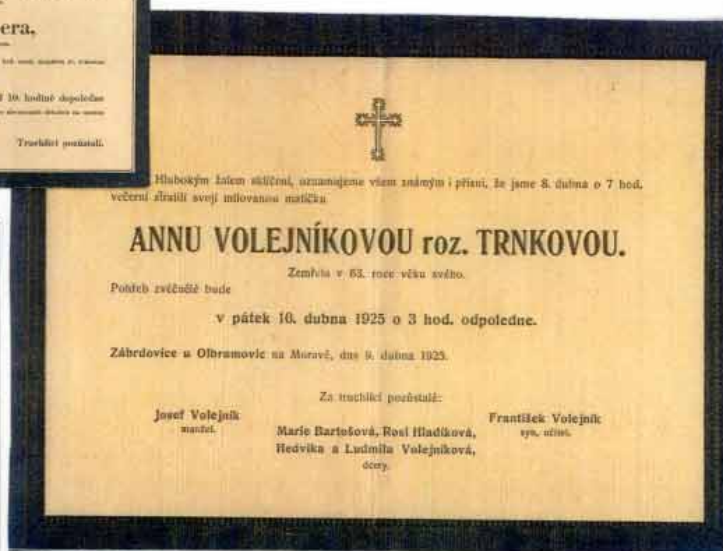 era,
10. hodině dopoledne
Truchlící pozůstalí.
Hlubokým žalem sklíčeni, oznamujeme všem známým i přízni, že jsme 8. dubna o 7 hod.
večerní ztratili svoji milovanou matičku
ANNU VOLEJNÍKOVOU roz. TRNKOVOU.
Zemřela v 63. roce věku svého.
Pohřeb zvěčnělé bude
v pátek 10. dubna 1925 o 3 hod. odpoledne.
Zábrdovice u Olbramovic na Moravě, dne 9. dubna 1925.
Za truchlící pozůstalé:
Josef Volejník
manžel.
František Volejník
syn, učitel.
Marie Bartošová, Rosi Hladíková,
Hedvika a Ludmila Volejníková,
dcery.